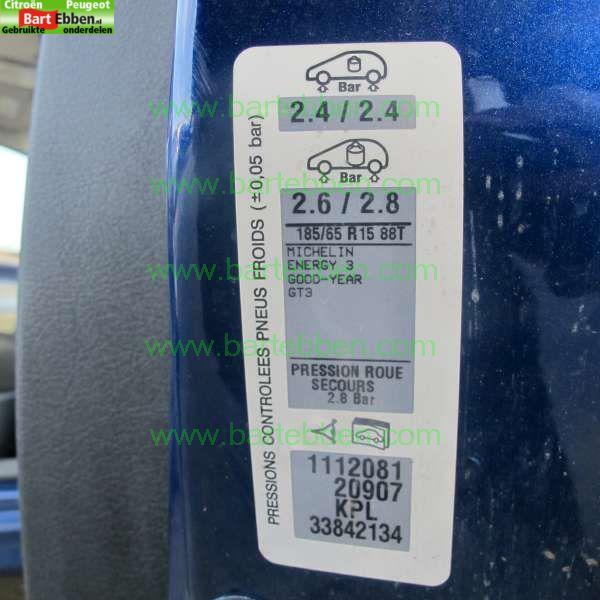 Citroën Peugeot
BartEbben.nl
Gebruikte onderdelen
Bar
2.4 / 2.4
www.bartebben.com
Bar
www.bartebben.com
2.6 / 2.8
185/65 R15 88T
MICHELIN
ENERGY 3
www.bartebben.com
GOOD-YEAR
GT3
www.bartebben.com
PRESSION ROUE
SECOURS
2.8 Bar
www.bartebben.com
1112081
20907
KPL
33842134
PRESSIONS CONTROLEES PNEUS FROIDS (±0,05 bar)